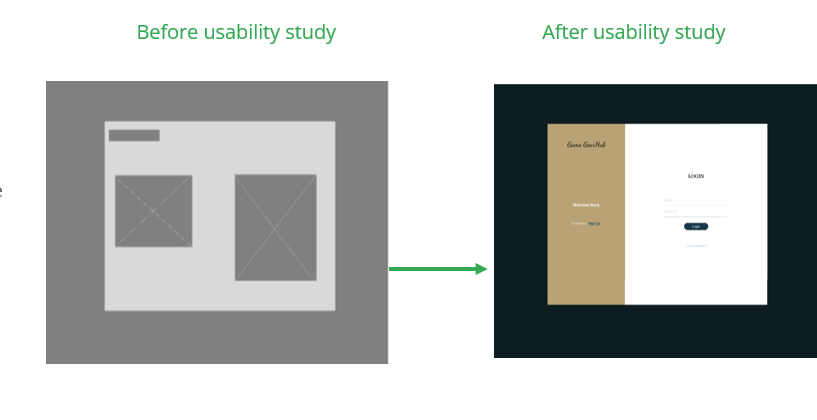 Before usability study
After usability study
e
Game GearHub
LOGIN
Welcome Back
Sign Up
Login